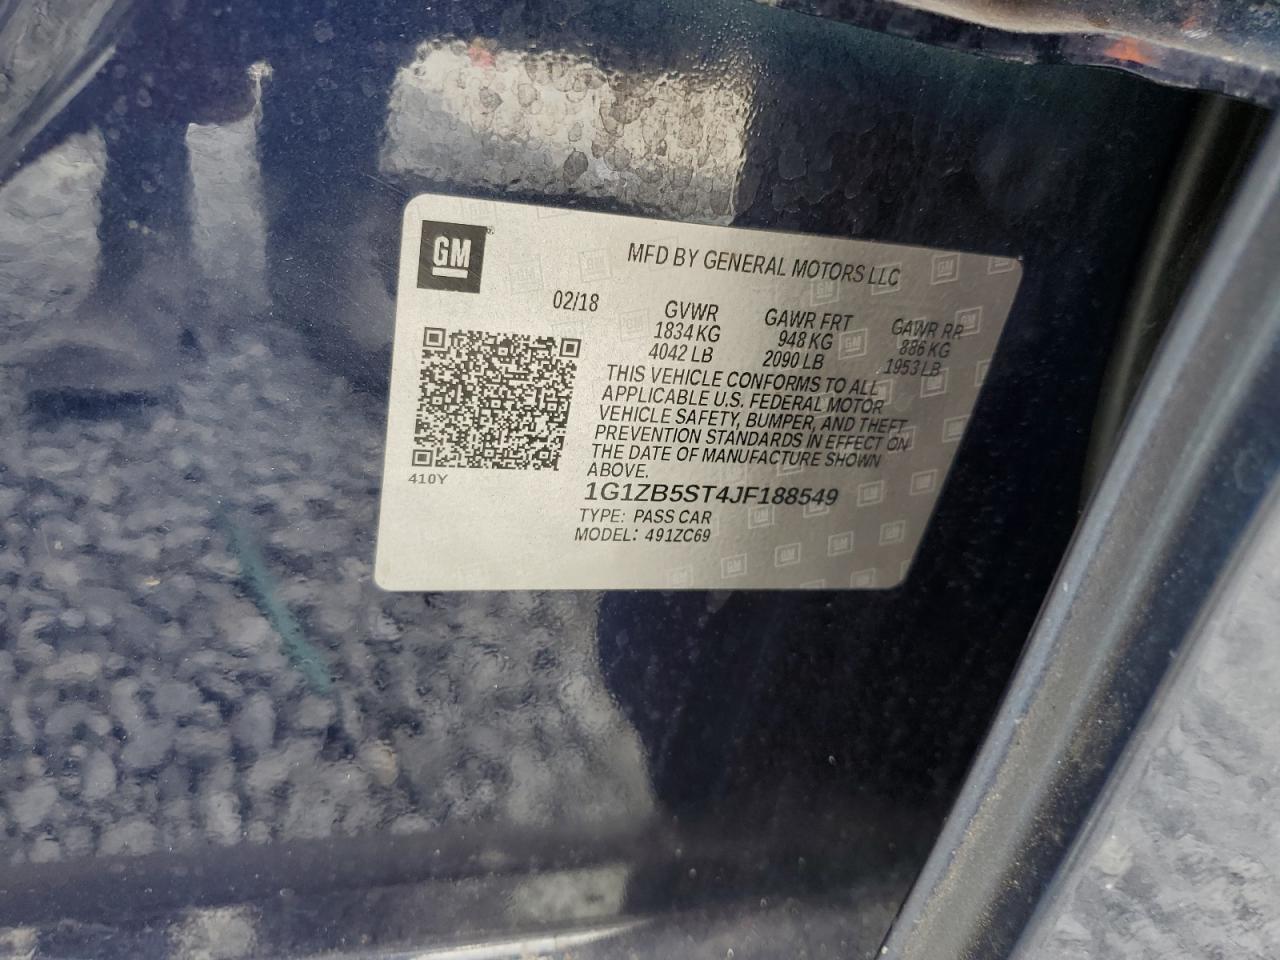 GM
MFD BY GENERAL MOTORS LLC
02/18
GVWR
1834 KG
4042 LB
GAWR FRT
948 KG
2090 LB
GAWR RR
886 KG
1953 LB
THIS VEHICLE CONFORMS TO ALL
APPLICABLE U.S. FEDERAL MOTOR
VEHICLE SAFETY, BUMPER, AND THEFT
PREVENTION STANDARDS IN EFFECT ON
THE DATE OF MANUFACTURE SHOWN
ABOVE.
410Y
1G1ZB5ST4JF188549
TYPE: PASS CAR
MODEL: 491ZC69